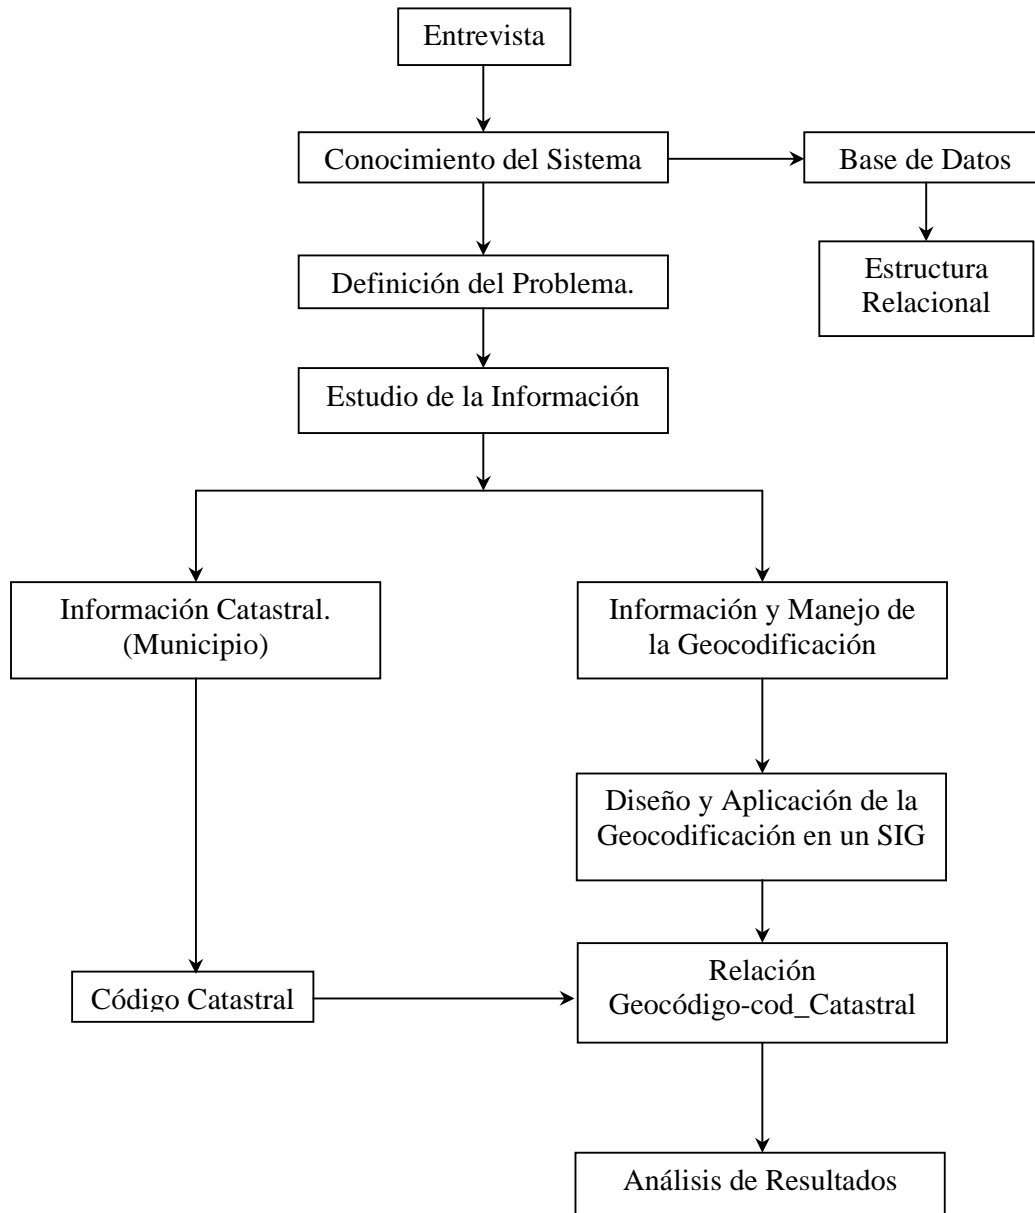 Entrevista
Conocimiento del Sistema
Base de Datos
Estructura
Relacional
Definición del Problema.
Estudio de la Información
Información Catastral.
(Municipio)
Información y Manejo de
la Geocodificación
Diseño y Aplicación de la
Geocodificación en un SIG
Código Catastral
Relación
Geocódigo-cod_Catastral
Análisis de Resultados